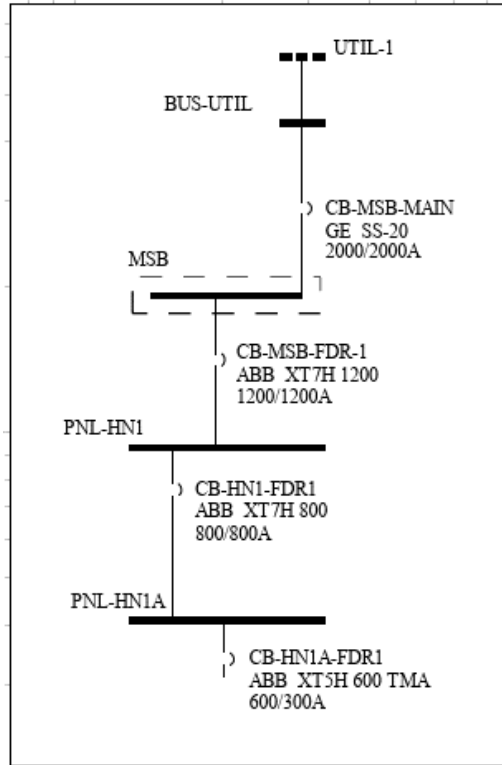 UTIL-1
BUS-UTIL
CB-MSB-MAIN
GE SS-20
2000/2000A
MSB
CB-MSB-FDR-1
ABB XT7H 1200
1200/1200A
PNL-HN1
CB-HN1-FDR1
ABB XT7H 800
800/800A
PNL-HN1A
CB-HN1A-FDR1
ABB XT5H 600 TMA
600/300A